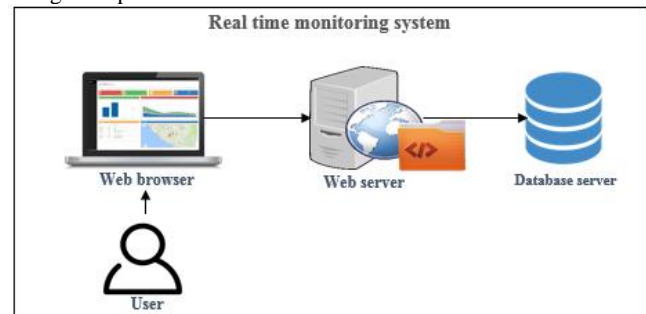 Real time monitoring system
Web browser
Web server
Database server
User
</>